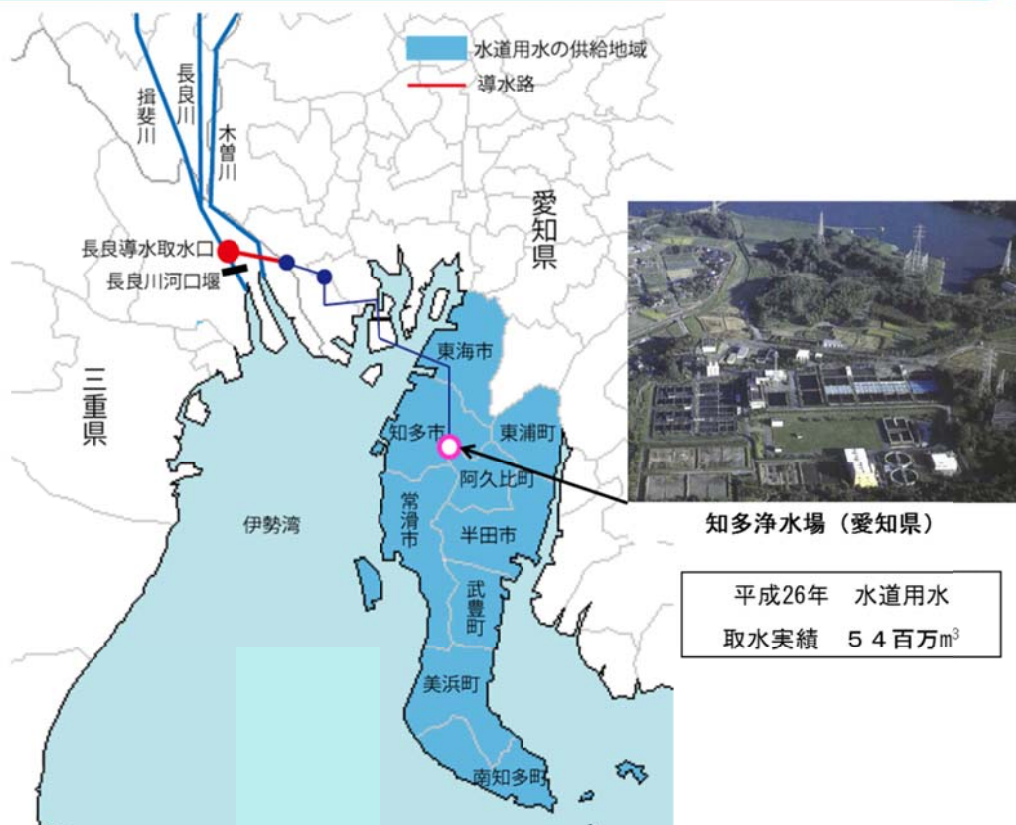 水道用水の供給地域
導水路
揖斐川
長良川
木曽川
愛知県
長良導水取水口
長良川河口堰
三重県
伊勢湾
東海市
知多市
東浦町
阿久比町
常滑市
半田市
武豊町
美浜町
南知多町
知多浄水場（愛知県）
平成26年　水道用水
取水実績　５４百万m³